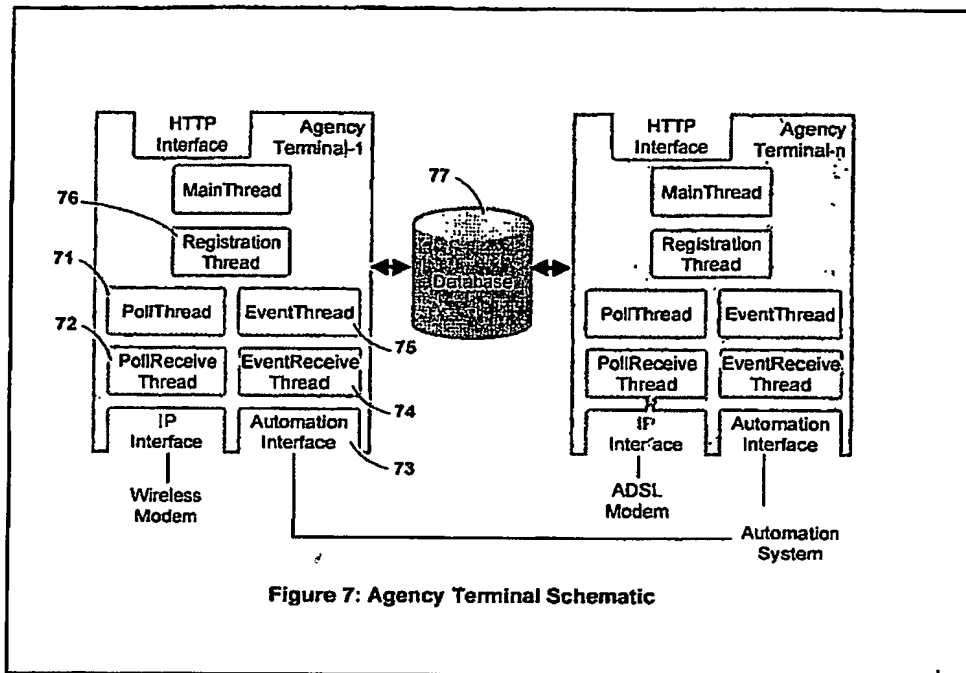 HTTP
Interface
Agency
Terminal-1
MainThread
76
Registration
Thread
71
PollThread
EventThread
75
72
PollReceive
Thread
EventReceive
Thread
74
IP
Interface
Automation
Interface
73
Wireless
Modem
77
Database
HTTP
Interface
Agency
Terminal-n
MainThread
Registration
Thread
PollThread
EventThread
PollReceive
Thread
EventReceive
Thread
IP
Interface
Automation
Interface
ADSL
Modem
Automation
System
Figure 7: Agency Terminal Schematic